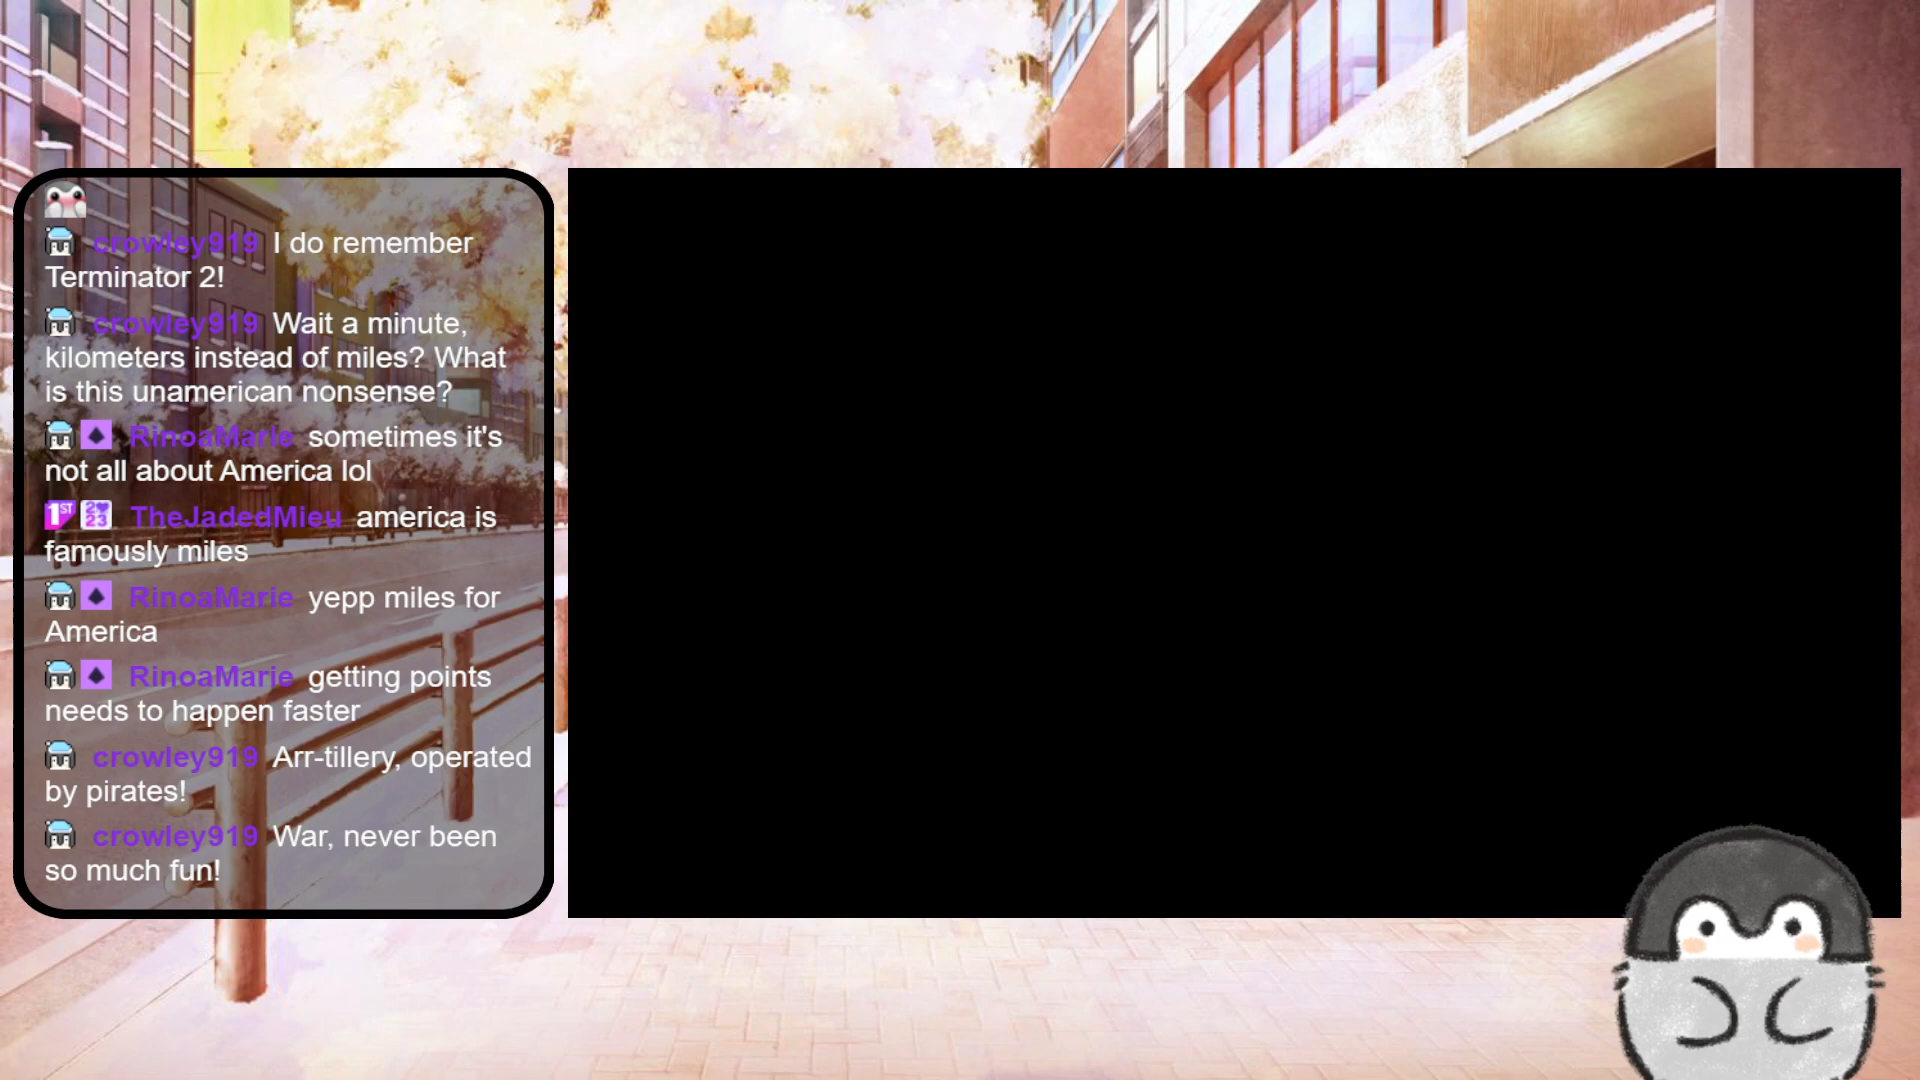 crowley919 I do remember
Terminator 2!
crowley919 Wait a minute,
kilometers instead of miles? What
is this unamerican nonsense?
RinoaMarie sometimes it's
not all about America lol
1ST 2023 TheJadedMieu america is
famously miles
RinoaMarie yepp miles for
America
RinoaMarie getting points
needs to happen faster
crowley919 Arr-tillery, operated
by pirates!
crowley919 War, never been
so much fun!